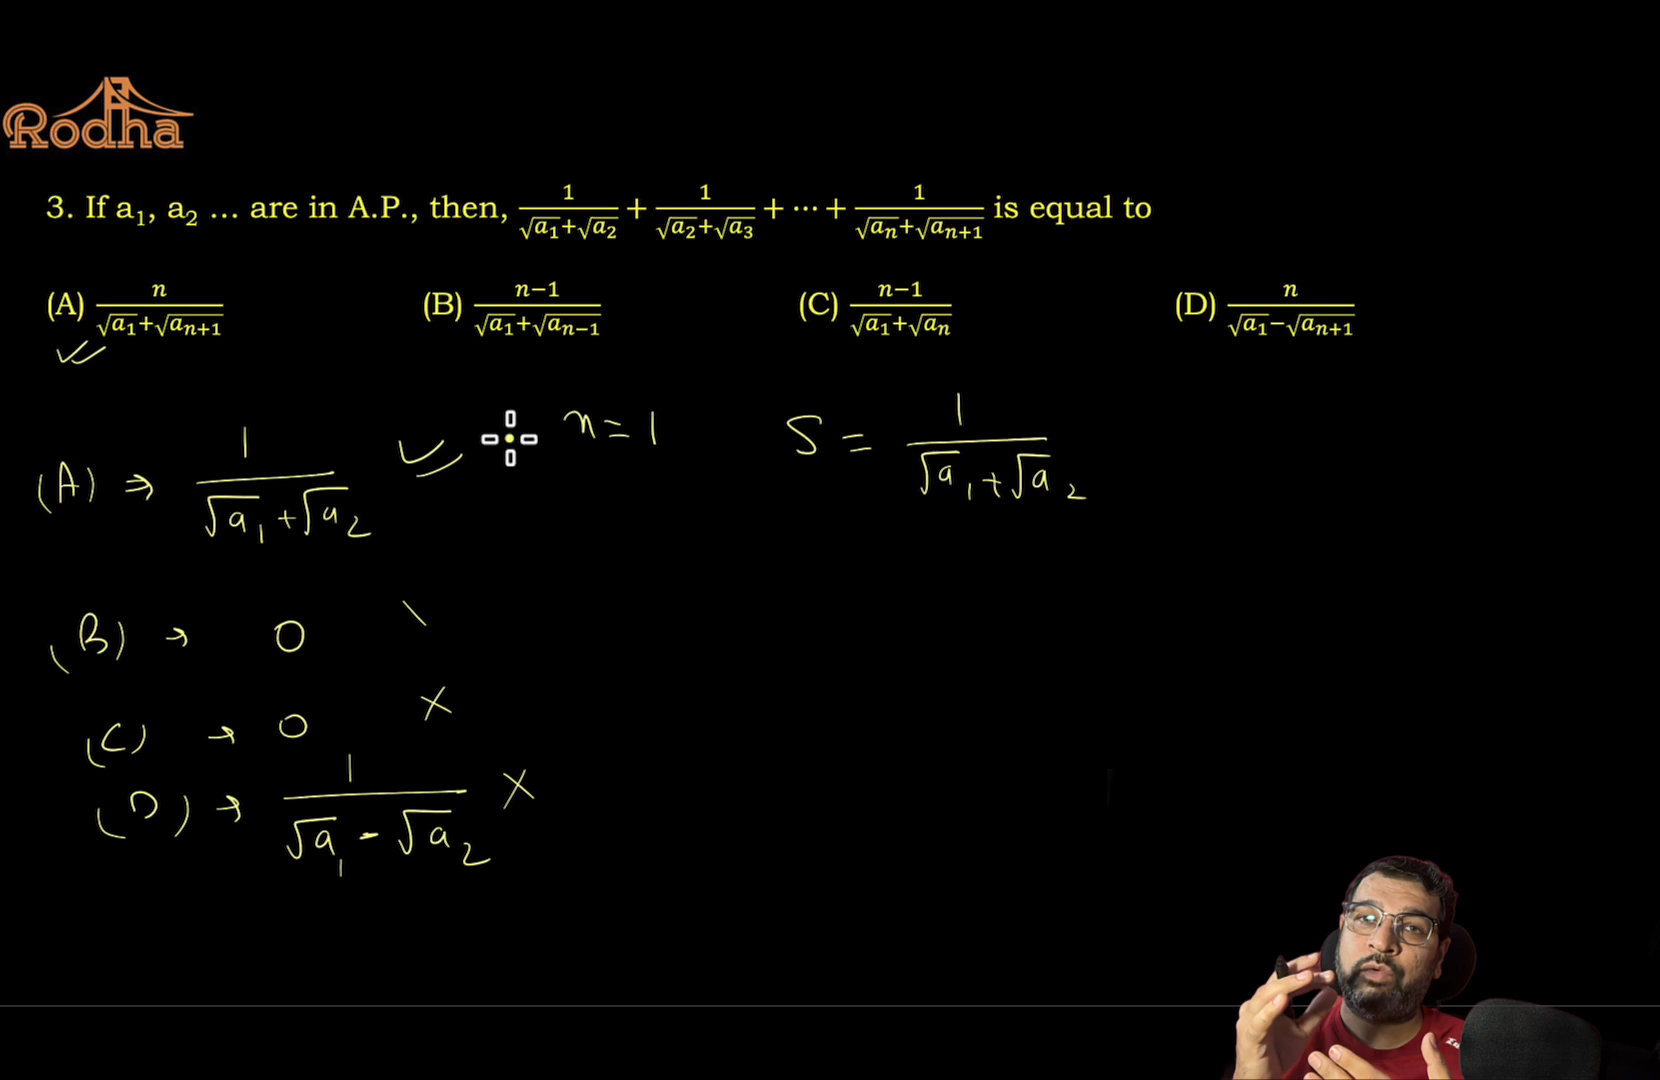 Rodha
3. If a₁, a₂ ... are in A.P., then, 1/(√a₁+√a₂) + 1/(√a₂+√a₃) + ⋯ + 1/(√aₙ+√aₙ₊₁) is equal to
(A) n/(√a₁+√aₙ₊₁) (B) (n−1)/(√a₁+√aₙ₋₁) (C) (n−1)/(√a₁+√aₙ) (D) n/(√a₁−√aₙ₊₁)
(A) ⇒ 1/(√a₁+√a₂) ✓ n=1 S = 1/(√a₁+√a₂)
(B) → 0 \
(C) → 0 ×
(D) → 1/(√a₁-√a₂) ×